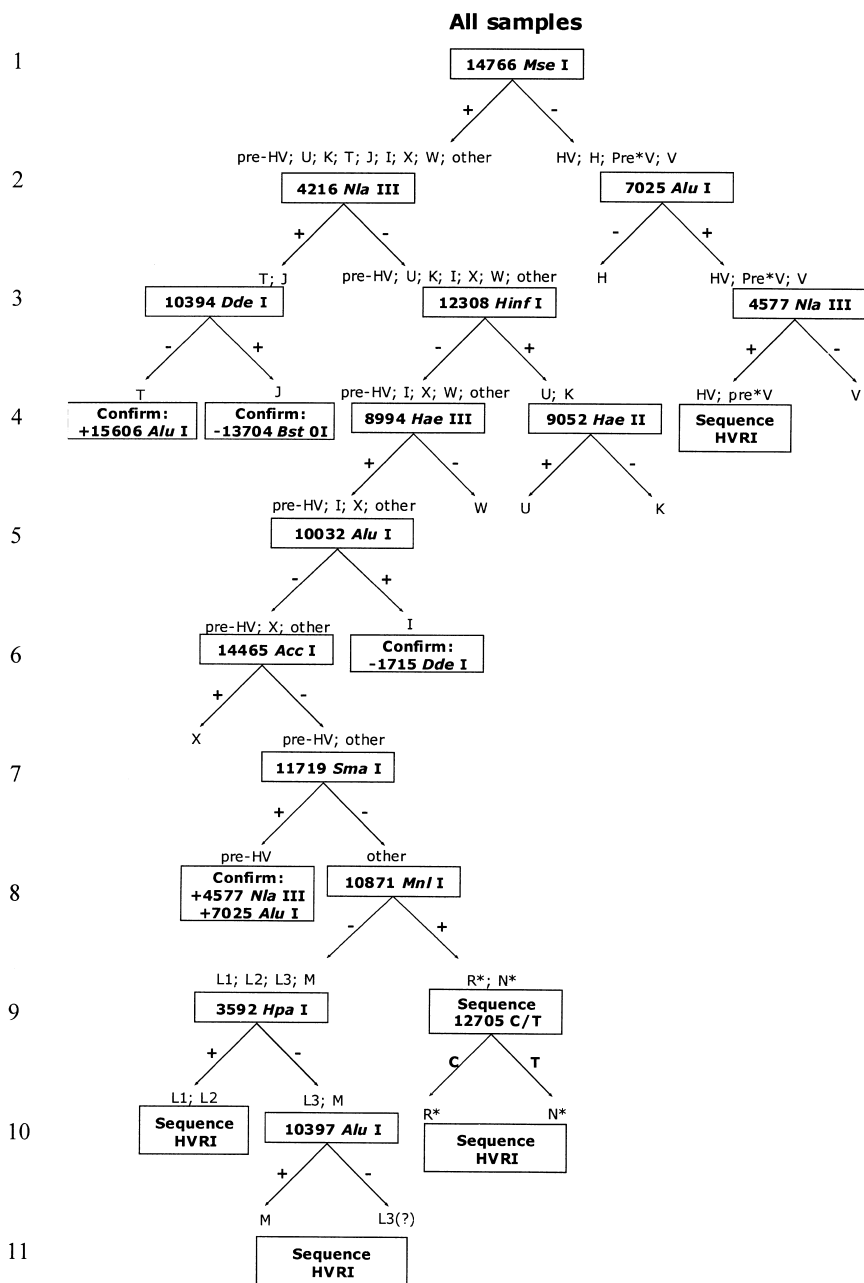 All samples
1
14766 Mse I
+ -
pre-HV; U; K; T; J; I; X; W; other HV; H; Pre*V; V
2
4216 Nla III 7025 Alu I
+ - - +
T; J pre-HV; U; K; I; X; W; other H HV; Pre*V; V
3
10394 Dde I 12308 Hinf I 4577 Nla III
- + - + + -
T J pre-HV; I; X; W; other U; K HV; pre*V V
4
Confirm:
+15606 Alu I
Confirm:
-13704 Bst 0I
8994 Hae III 9052 Hae II
Sequence
HVRI
+ - + -
pre-HV; I; X; other W U K
5
10032 Alu I
- +
pre-HV; X; other I
6
14465 Acc I
Confirm:
-1715 Dde I
+ -
X pre-HV; other
7
11719 Sma I
+ -
pre-HV other
8
Confirm:
+4577 Nla III
+7025 Alu I
10871 Mnl I
- +
L1; L2; L3; M R*; N*
9
3592 Hpa I
Sequence
12705 C/T
+ - C T
L1; L2 L3; M R* N*
10
Sequence
HVRI
10397 Alu I
Sequence
HVRI
+ -
M L3(?)
11
Sequence
HVRI